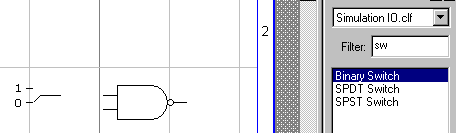 Simulation IO.clf
2
Filter: sw
1
0
Binary Switch
SPDT Switch
SPST Switch